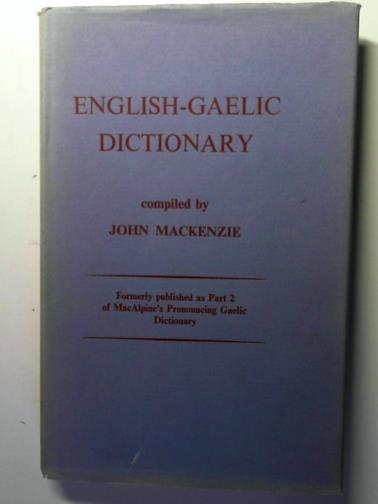 ENGLISH-GAELIC
DICTIONARY
compiled by
JOHN MACKENZIE
Formerly published as Part 2
of MacAlpine's Pronouncing Gaelic
Dictionary